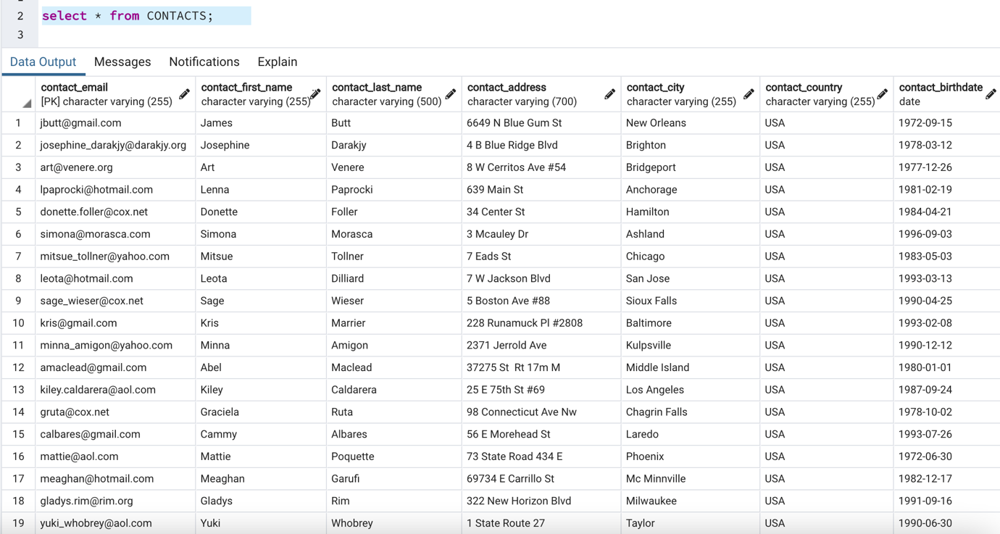 2 select * from CONTACTS;
3
Data Output Messages Notifications Explain
contact_email contact_first_name contact_last_name contact_address contact_city contact_country contact_birthdate
[PK] character varying (255) character varying (255) character varying (500) character varying (700) character varying (255) character varying (255) date
1 jbutt@gmail.com James Butt 6649 N Blue Gum St New Orleans USA 1972-09-15
2 josephine_darakjy@darakjy.org Josephine Darakjy 4 B Blue Ridge Blvd Brighton USA 1978-03-12
3 art@venere.org Art Venere 8 W Cerritos Ave #54 Bridgeport USA 1977-12-26
4 lpaprocki@hotmail.com Lenna Paprocki 639 Main St Anchorage USA 1981-02-19
5 donette.foller@cox.net Donette Foller 34 Center St Hamilton USA 1984-04-21
6 simona@morasca.com Simona Morasca 3 Mcauley Dr Ashland USA 1996-09-03
7 mitsue_tollner@yahoo.com Mitsue Tollner 7 Eads St Chicago USA 1983-05-03
8 leota@hotmail.com Leota Dilliard 7 W Jackson Blvd San Jose USA 1993-03-13
9 sage_wieser@cox.net Sage Wieser 5 Boston Ave #88 Sioux Falls USA 1990-04-25
10 kris@gmail.com Kris Marrier 228 Runamuck Pl #2808 Baltimore USA 1993-02-08
11 minna_amigon@yahoo.com Minna Amigon 2371 Jerrold Ave Kulpsville USA 1990-12-12
12 amaclead@gmail.com Abel Maclead 37275 St  Rt 17m M Middle Island USA 1980-01-01
13 kiley.caldarera@aol.com Kiley Caldarera 25 E 75th St #69 Los Angeles USA 1987-09-24
14 gruta@cox.net Graciela Ruta 98 Connecticut Ave Nw Chagrin Falls USA 1978-10-02
15 calbares@gmail.com Cammy Albares 56 E Morehead St Laredo USA 1993-07-26
16 mattie@aol.com Mattie Poquette 73 State Road 434 E Phoenix USA 1972-06-30
17 meaghan@hotmail.com Meaghan Garufi 69734 E Carrillo St Mc Minnville USA 1982-12-17
18 gladys.rim@rim.org Gladys Rim 322 New Horizon Blvd Milwaukee USA 1991-09-16
19 yuki_whobrey@aol.com Yuki Whobrey 1 State Route 27 Taylor USA 1990-06-30